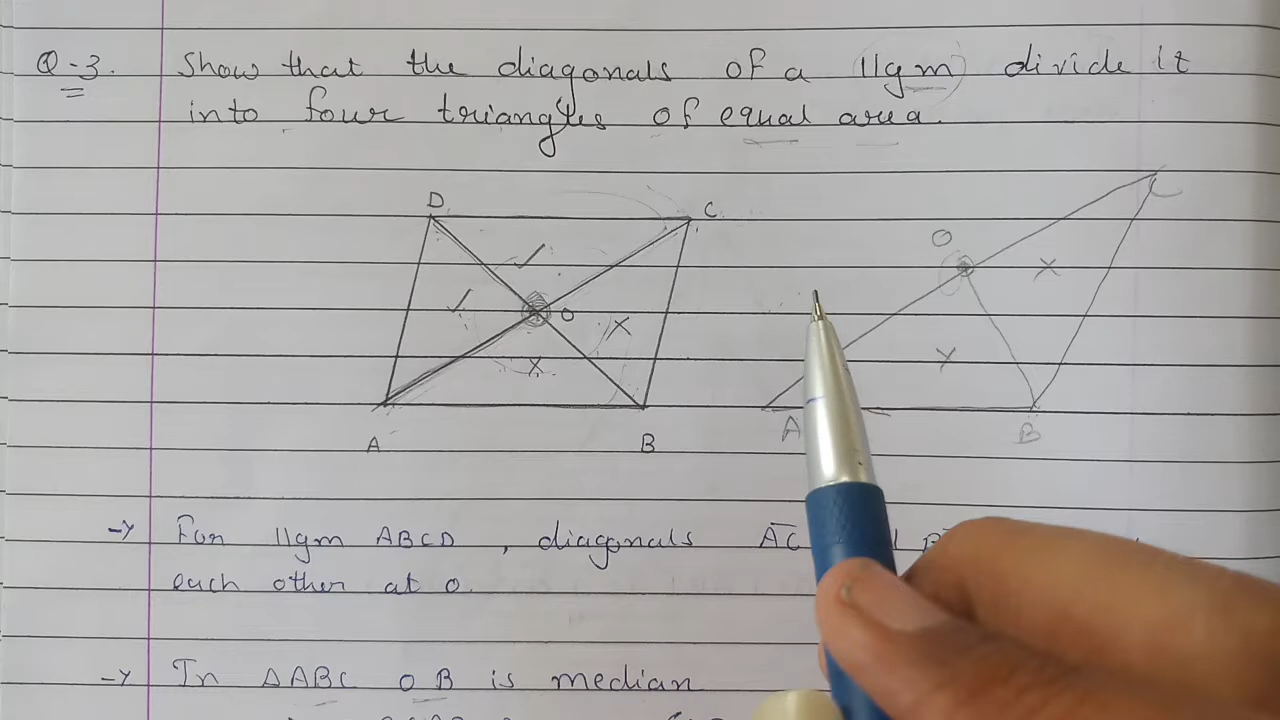 Q-3. Show that the diagonals of a ||gm divide it
into four triangles of equal area.
D C
O
A B
O
A B
→ For ||gm ABCD, diagonals AC
each other at O.
→ In ΔABC OB is median